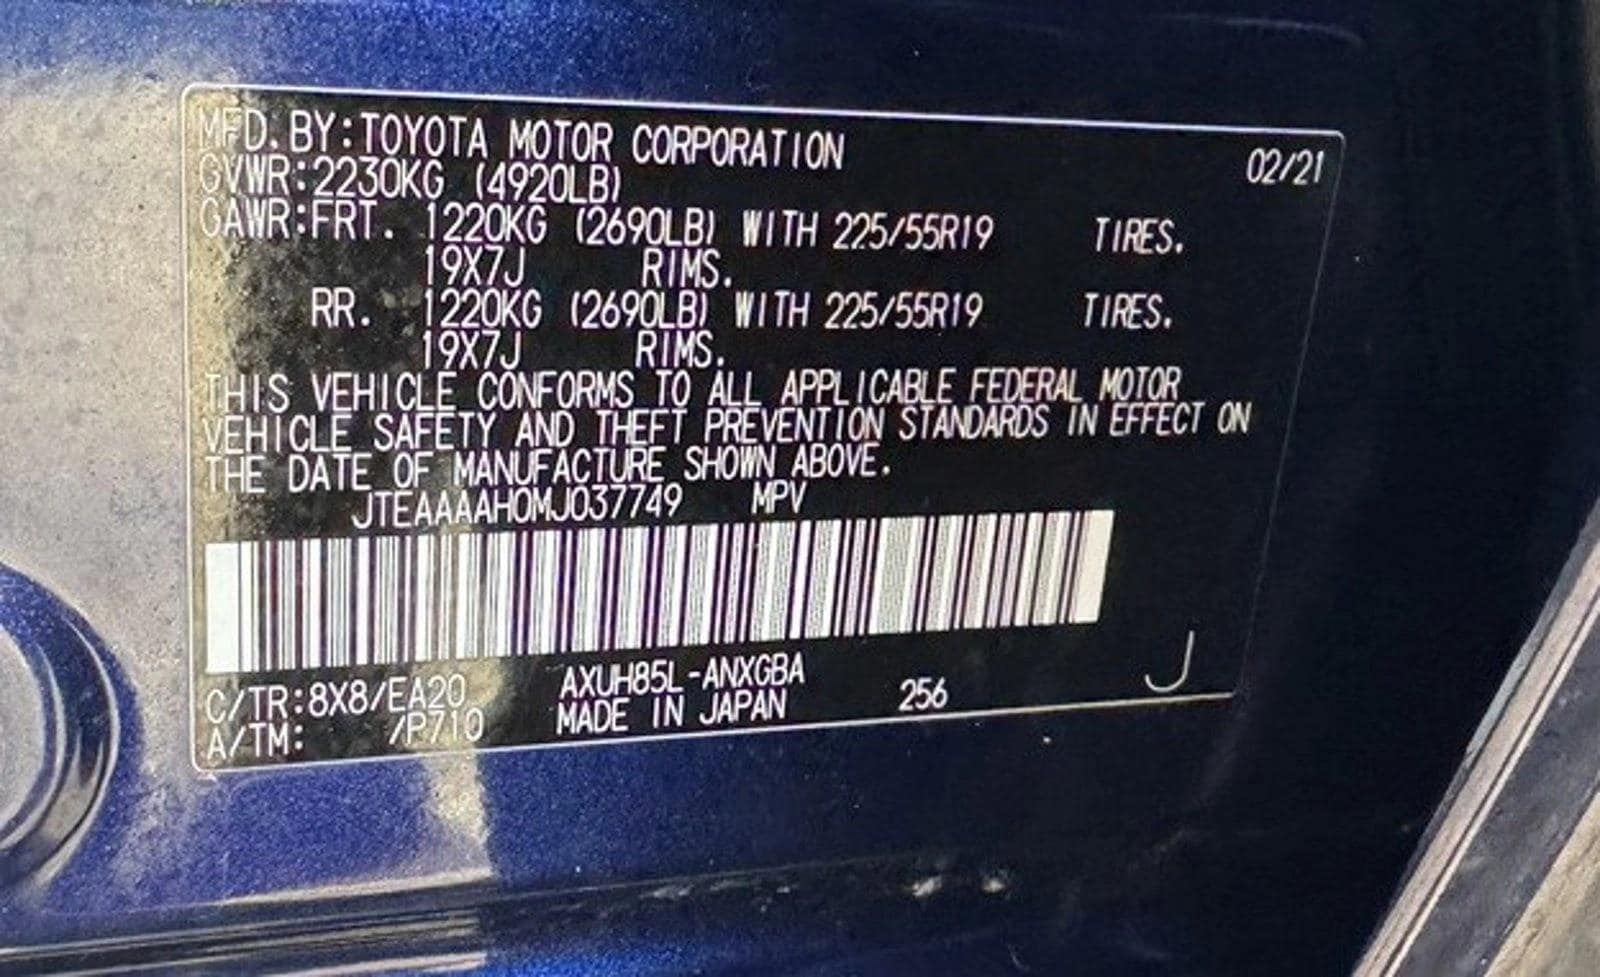 MFD. BY:TOYOTA MOTOR CORPORATION 02/21
GVWR:2230KG (4920LB)
GAWR:FRT. 1220KG (2690LB) WITH 225/55R19 TIRES.
19X7J RIMS.
RR. 1220KG (2690LB) WITH 225/55R19 TIRES.
19X7J RIMS.
THIS VEHICLE CONFORMS TO ALL APPLICABLE FEDERAL MOTOR
VEHICLE SAFETY AND THEFT PREVENTION STANDARDS IN EFFECT ON
THE DATE OF MANUFACTURE SHOWN ABOVE.
JTEAAAAH0MJ037749 MPV
C/TR:8X8/EA20 AXUH85L-ANXGBA 256 J
A/TM: /P710 MADE IN JAPAN